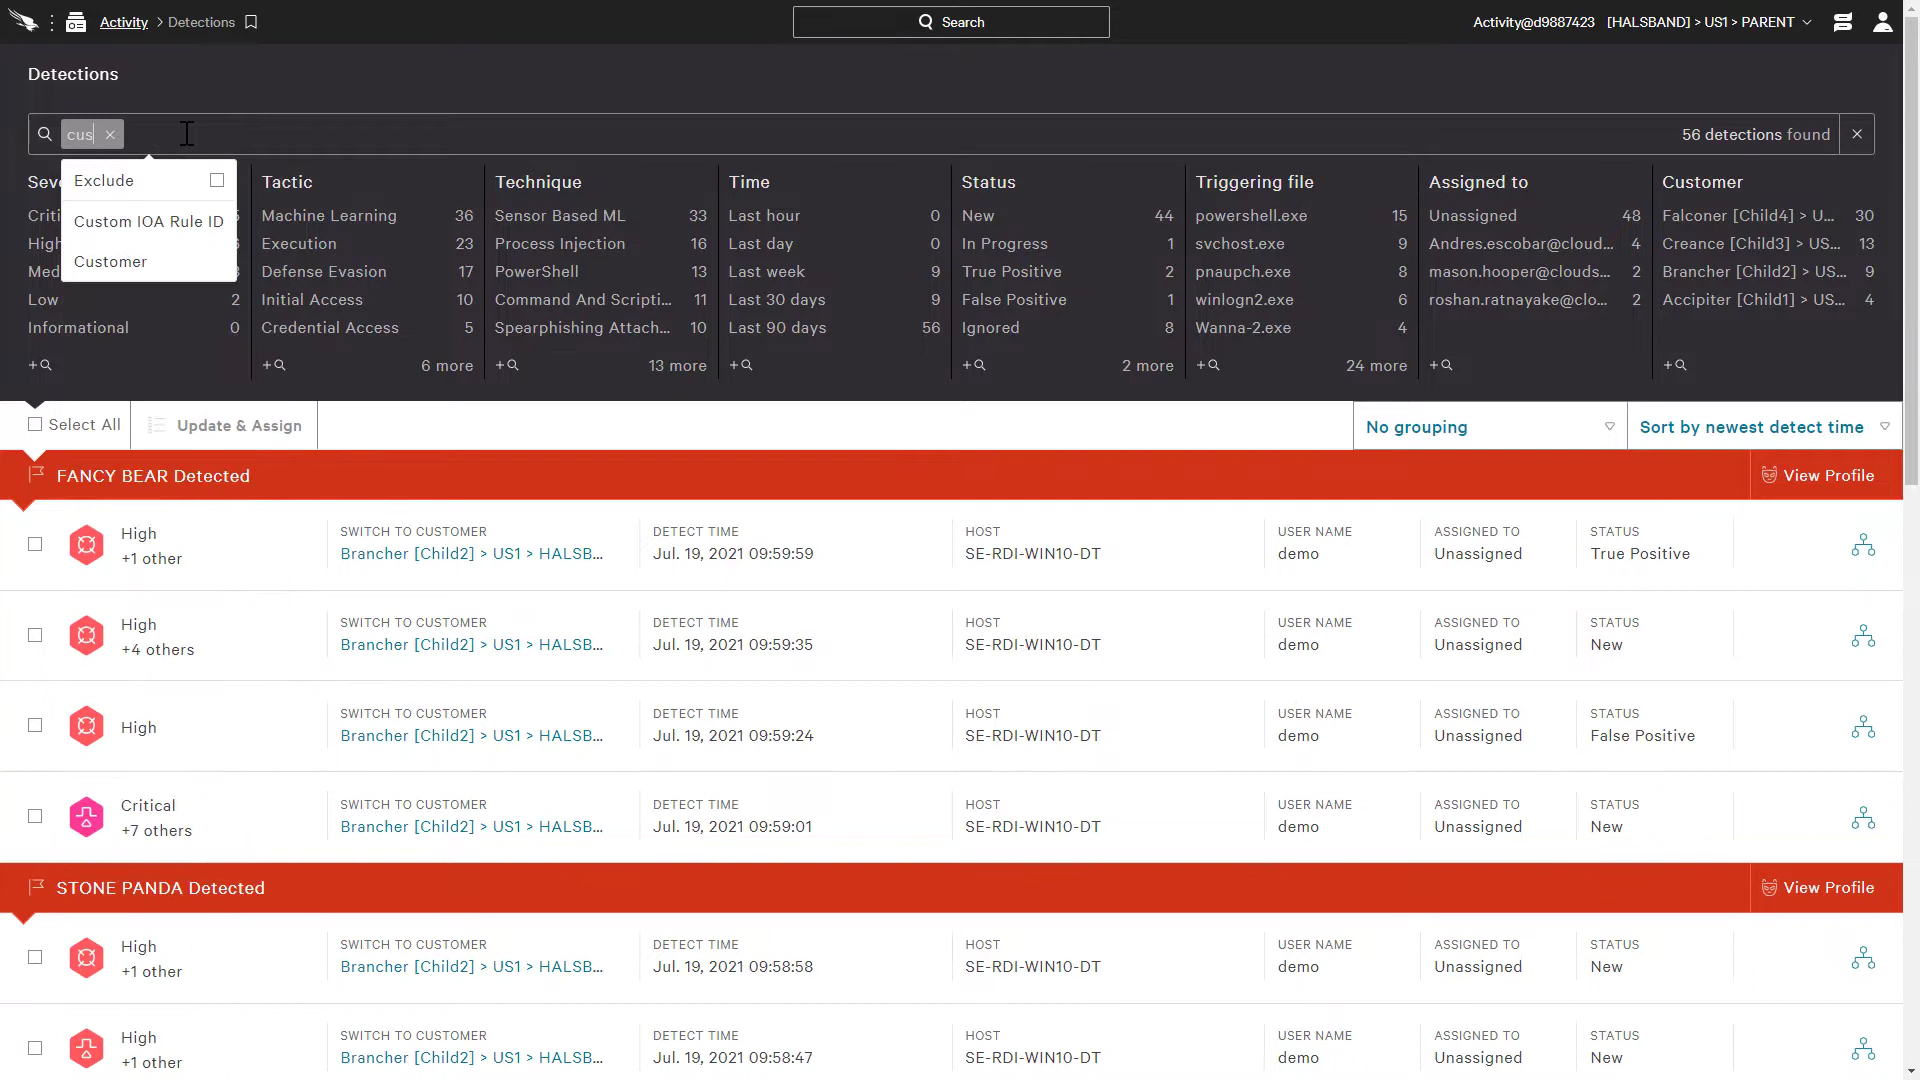 Activity > Detections
Search
Activity@d9887423 [HALSBAND] > US1 > PARENT
Detections
cus
56 detections found
Exclude
Custom IOA Rule ID
Customer
Tactic
Machine Learning 36
Execution 23
Defense Evasion 17
Initial Access 10
Credential Access 5
6 more
Technique
Sensor Based ML 33
Process Injection 16
PowerShell 13
Command And Scripti... 11
Spearphishing Attach... 10
13 more
Time
Last hour 0
Last day 0
Last week 9
Last 30 days 9
Last 90 days 56
Status
New 44
In Progress 1
True Positive 2
False Positive 1
Ignored 8
2 more
Triggering file
powershell.exe 15
svchost.exe 9
pnaupch.exe 8
winlogn2.exe 6
Wanna-2.exe 4
24 more
Assigned to
Unassigned 48
Andres.escobar@cloud... 4
mason.hooper@clouds... 2
roshan.ratnayake@clo... 2
Customer
Falconer [Child4] > U... 30
Creance [Child3] > US... 13
Brancher [Child2] > US... 9
Accipiter [Child1] > US... 4
Seve
Criti
High
Med
Low 2
Informational 0
Select All
Update & Assign
No grouping
Sort by newest detect time
FANCY BEAR Detected
View Profile
High
+1 other
SWITCH TO CUSTOMER
Brancher [Child2] > US1 > HALSB...
DETECT TIME
Jul. 19, 2021 09:59:59
HOST
SE-RDI-WIN10-DT
USER NAME
demo
ASSIGNED TO
Unassigned
STATUS
True Positive
High
+4 others
SWITCH TO CUSTOMER
Brancher [Child2] > US1 > HALSB...
DETECT TIME
Jul. 19, 2021 09:59:35
HOST
SE-RDI-WIN10-DT
USER NAME
demo
ASSIGNED TO
Unassigned
STATUS
New
High
SWITCH TO CUSTOMER
Brancher [Child2] > US1 > HALSB...
DETECT TIME
Jul. 19, 2021 09:59:24
HOST
SE-RDI-WIN10-DT
USER NAME
demo
ASSIGNED TO
Unassigned
STATUS
False Positive
Critical
+7 others
SWITCH TO CUSTOMER
Brancher [Child2] > US1 > HALSB...
DETECT TIME
Jul. 19, 2021 09:59:01
HOST
SE-RDI-WIN10-DT
USER NAME
demo
ASSIGNED TO
Unassigned
STATUS
New
STONE PANDA Detected
View Profile
High
+1 other
SWITCH TO CUSTOMER
Brancher [Child2] > US1 > HALSB...
DETECT TIME
Jul. 19, 2021 09:58:58
HOST
SE-RDI-WIN10-DT
USER NAME
demo
ASSIGNED TO
Unassigned
STATUS
New
High
+1 other
SWITCH TO CUSTOMER
Brancher [Child2] > US1 > HALSB...
DETECT TIME
Jul. 19, 2021 09:58:47
HOST
SE-RDI-WIN10-DT
USER NAME
demo
ASSIGNED TO
Unassigned
STATUS
New